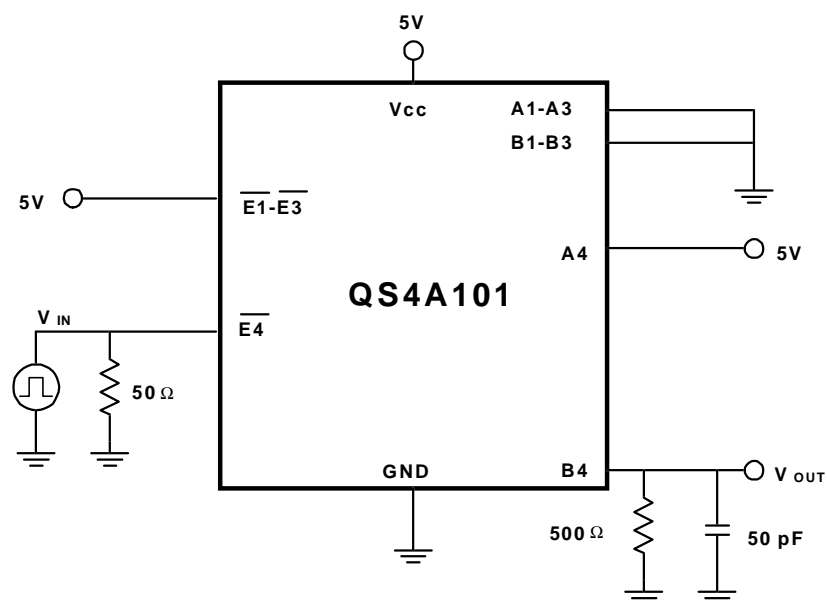 5V
Vcc
A1-A3
B1-B3
5V
E1-E3
A4
5V
QS4A101
V IN
E4
50 Ω
GND
B4
V OUT
500 Ω
50 pF